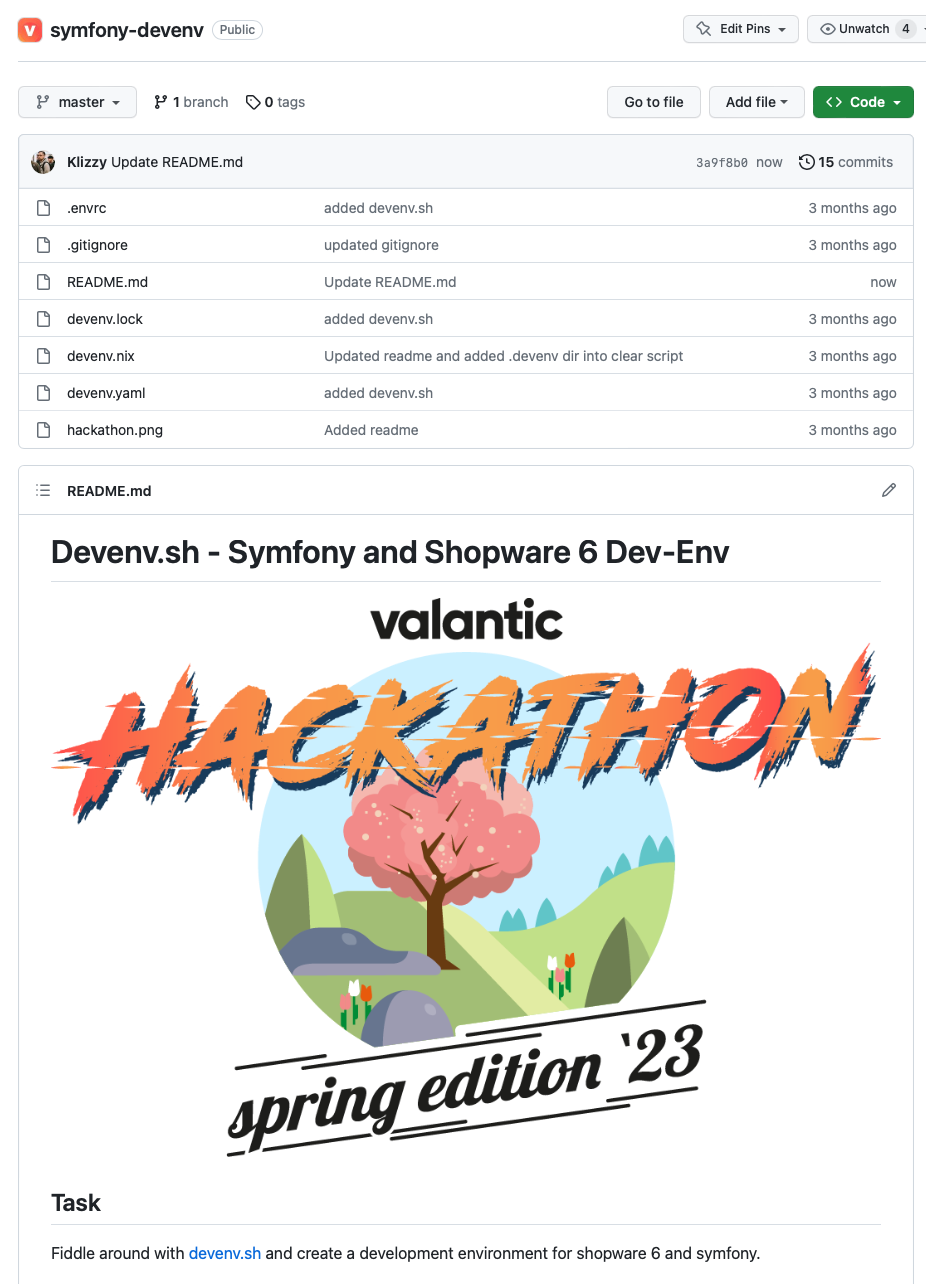 v symfony-devenv Public Edit Pins Unwatch 4
master 1 branch 0 tags Go to file Add file Code
Klizzy Update README.md 3a9f8b0 now 15 commits
.envrc added devenv.sh 3 months ago
.gitignore updated gitignore 3 months ago
README.md Update README.md now
devenv.lock added devenv.sh 3 months ago
devenv.nix Updated readme and added .devenv dir into clear script 3 months ago
devenv.yaml added devenv.sh 3 months ago
hackathon.png Added readme 3 months ago
README.md
Devenv.sh - Symfony and Shopware 6 Dev-Env
valantic
HACKATHON
spring edition '23
Task
Fiddle around with devenv.sh and create a development environment for shopware 6 and symfony.